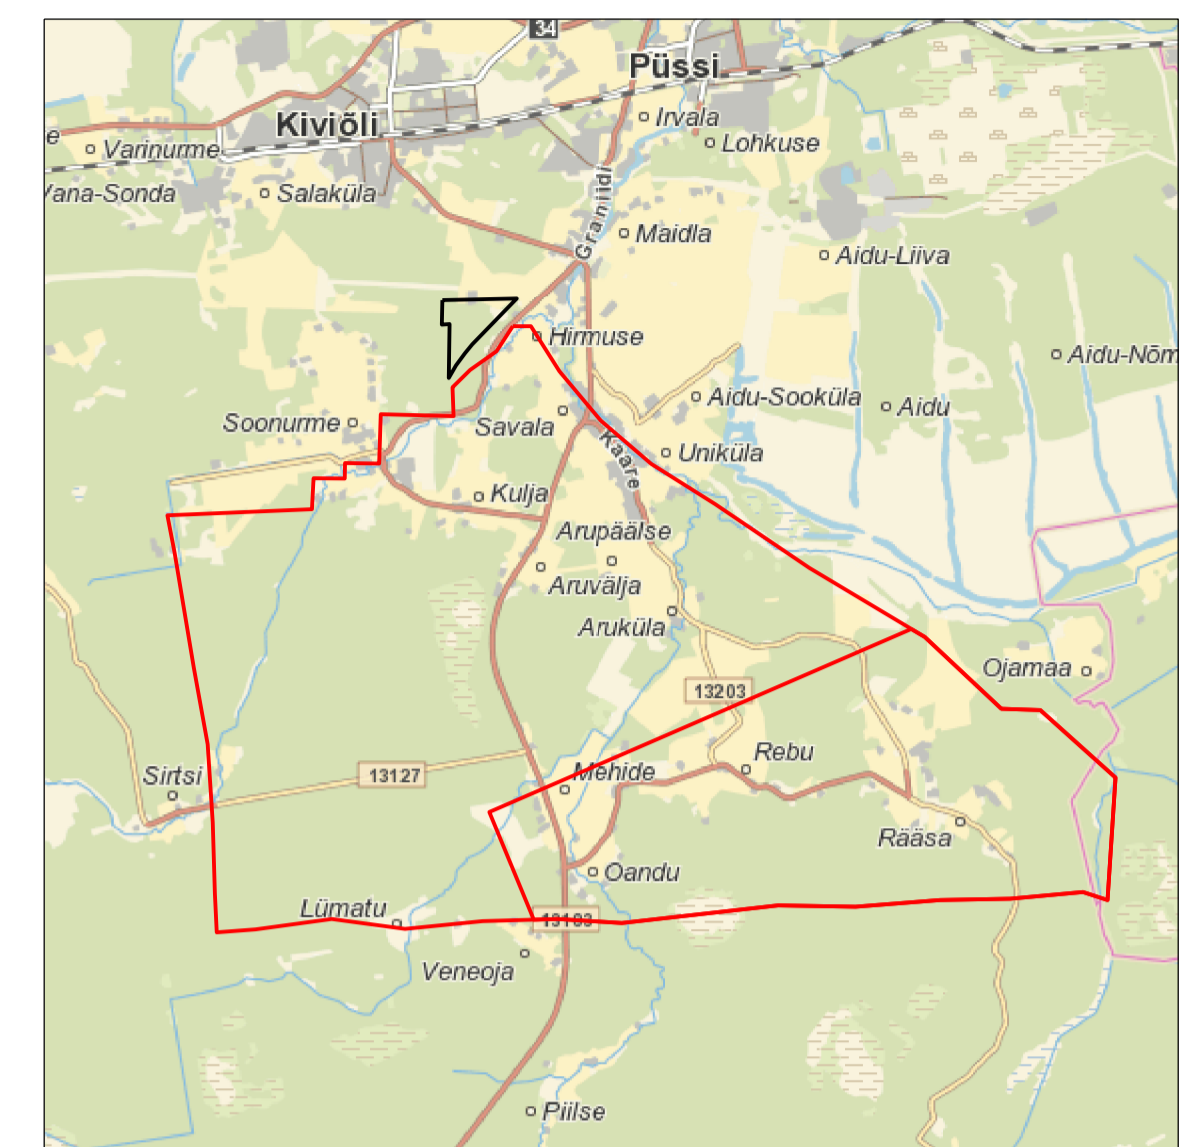 34
Püssi
Irvala
Kiviõli
e
Varinurme
Lohkuse
Vana-Sonda
Salaküla
Graniidi
Maidla
Aidu-Liiva
Hirmuse
Aidu-Nõm
Aidu-Sooküla
Aidu
Soonurme
Savala
Kaare
Uniküla
Kulja
Arupäälse
Aruvälja
Aruküla
Ojamaa
13203
Rebu
Sirtsi
13127
Mehide
Rääsa
Oandu
Lümatu
13103
Veneoja
Piilse